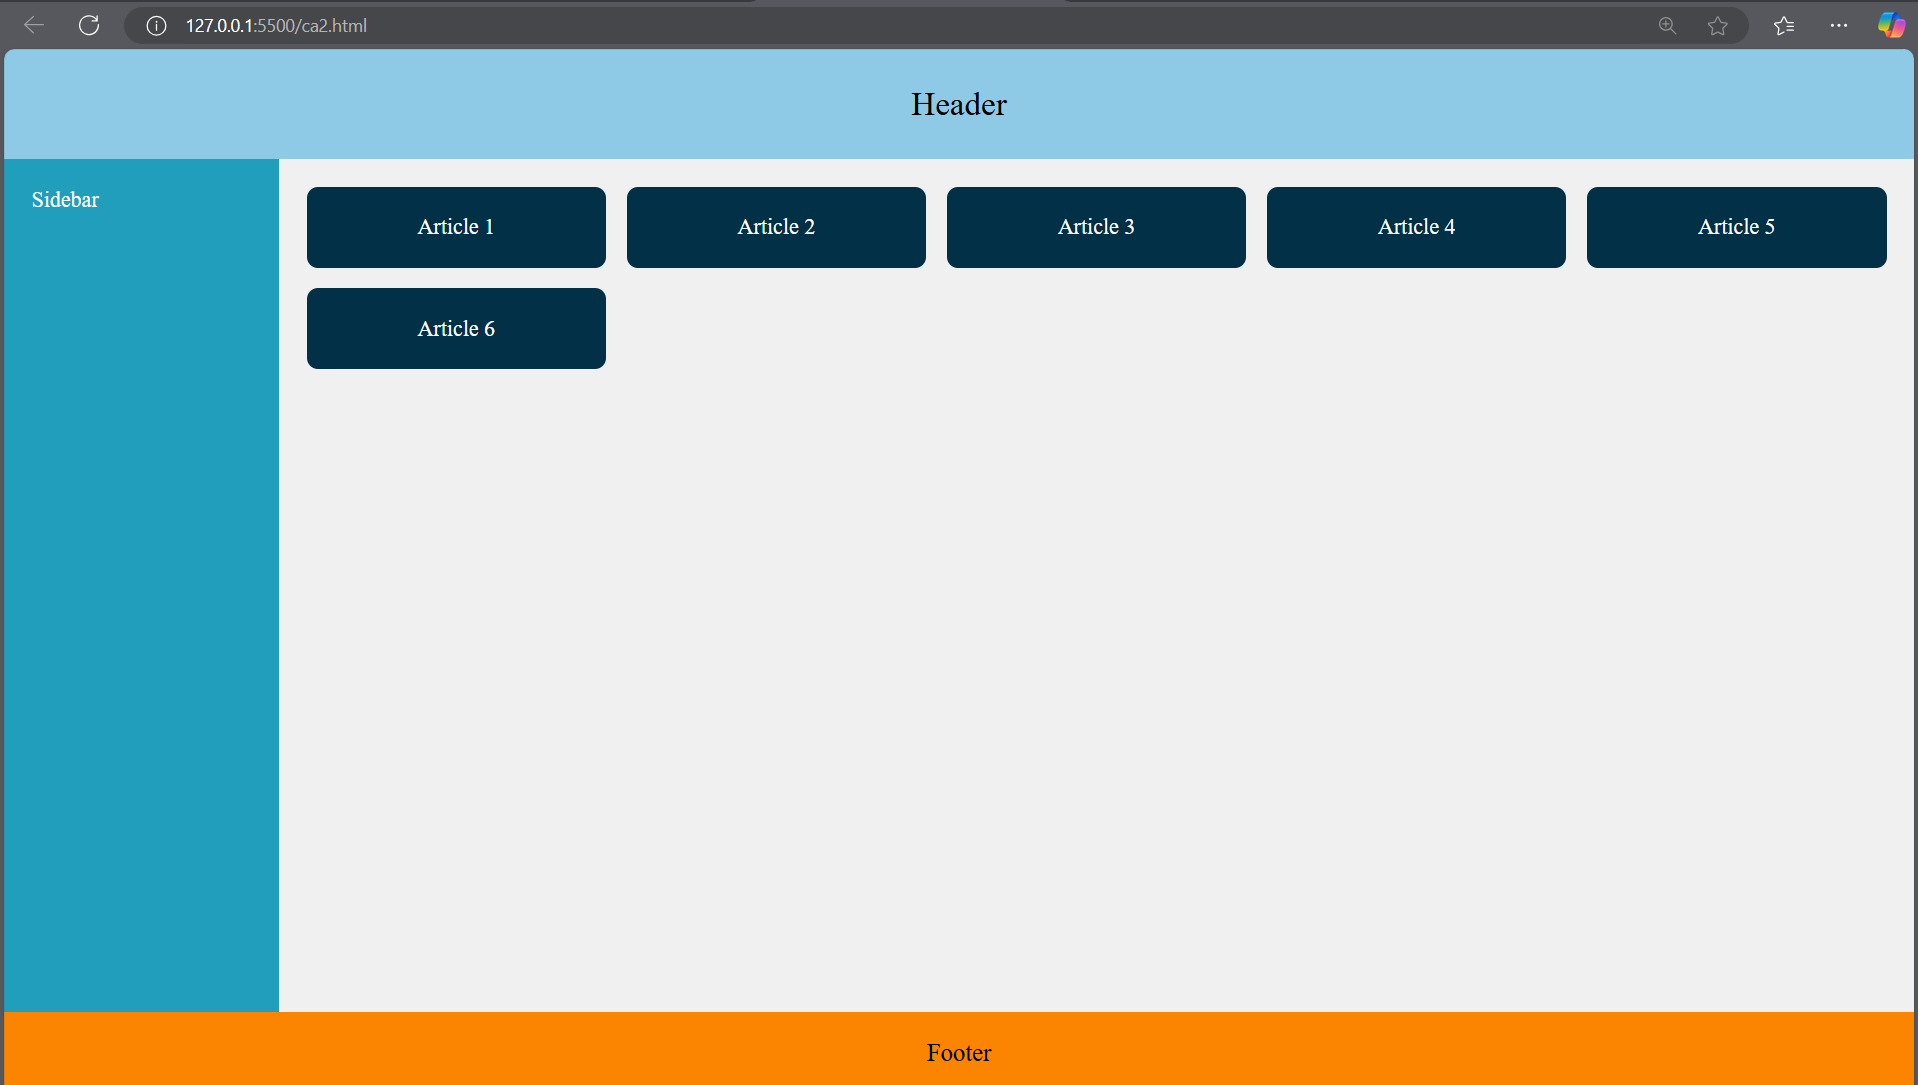 127.0.0.1:5500/ca2.html
Header
Sidebar
Article 1
Article 2
Article 3
Article 4
Article 5
Article 6
Footer